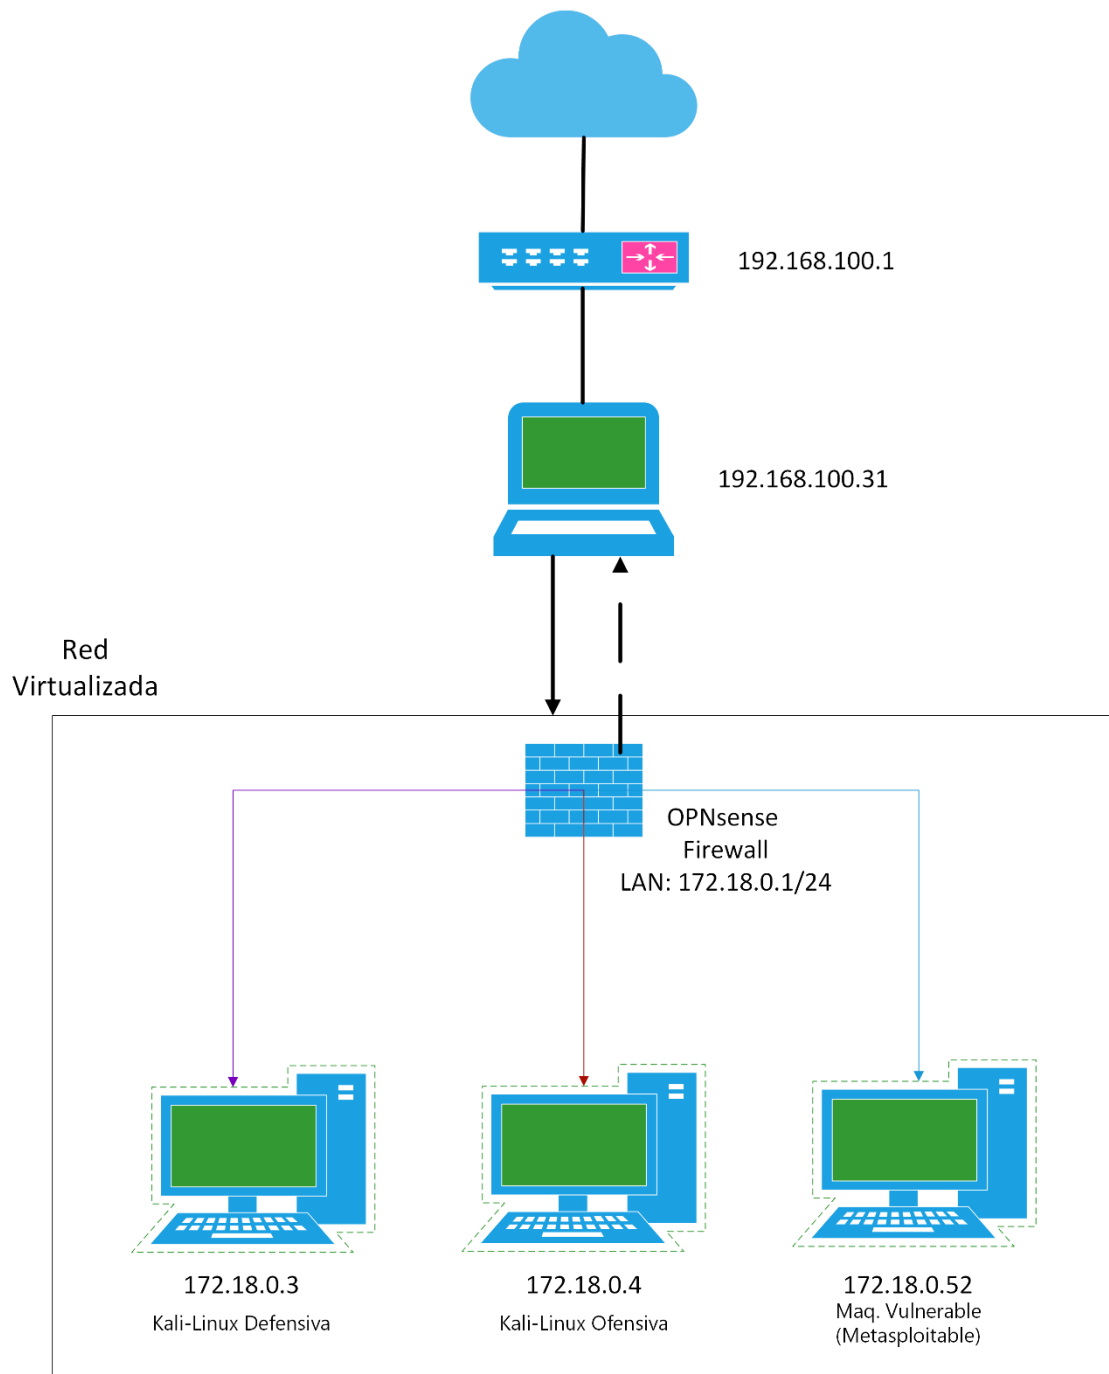 192.168.100.1
192.168.100.31
Red
Virtualizada
OPNsense
Firewall
LAN: 172.18.0.1/24
172.18.0.3
Kali-Linux Defensiva
172.18.0.4
Kali-Linux Ofensiva
172.18.0.52
Maq. Vulnerable
(Metasploitable)